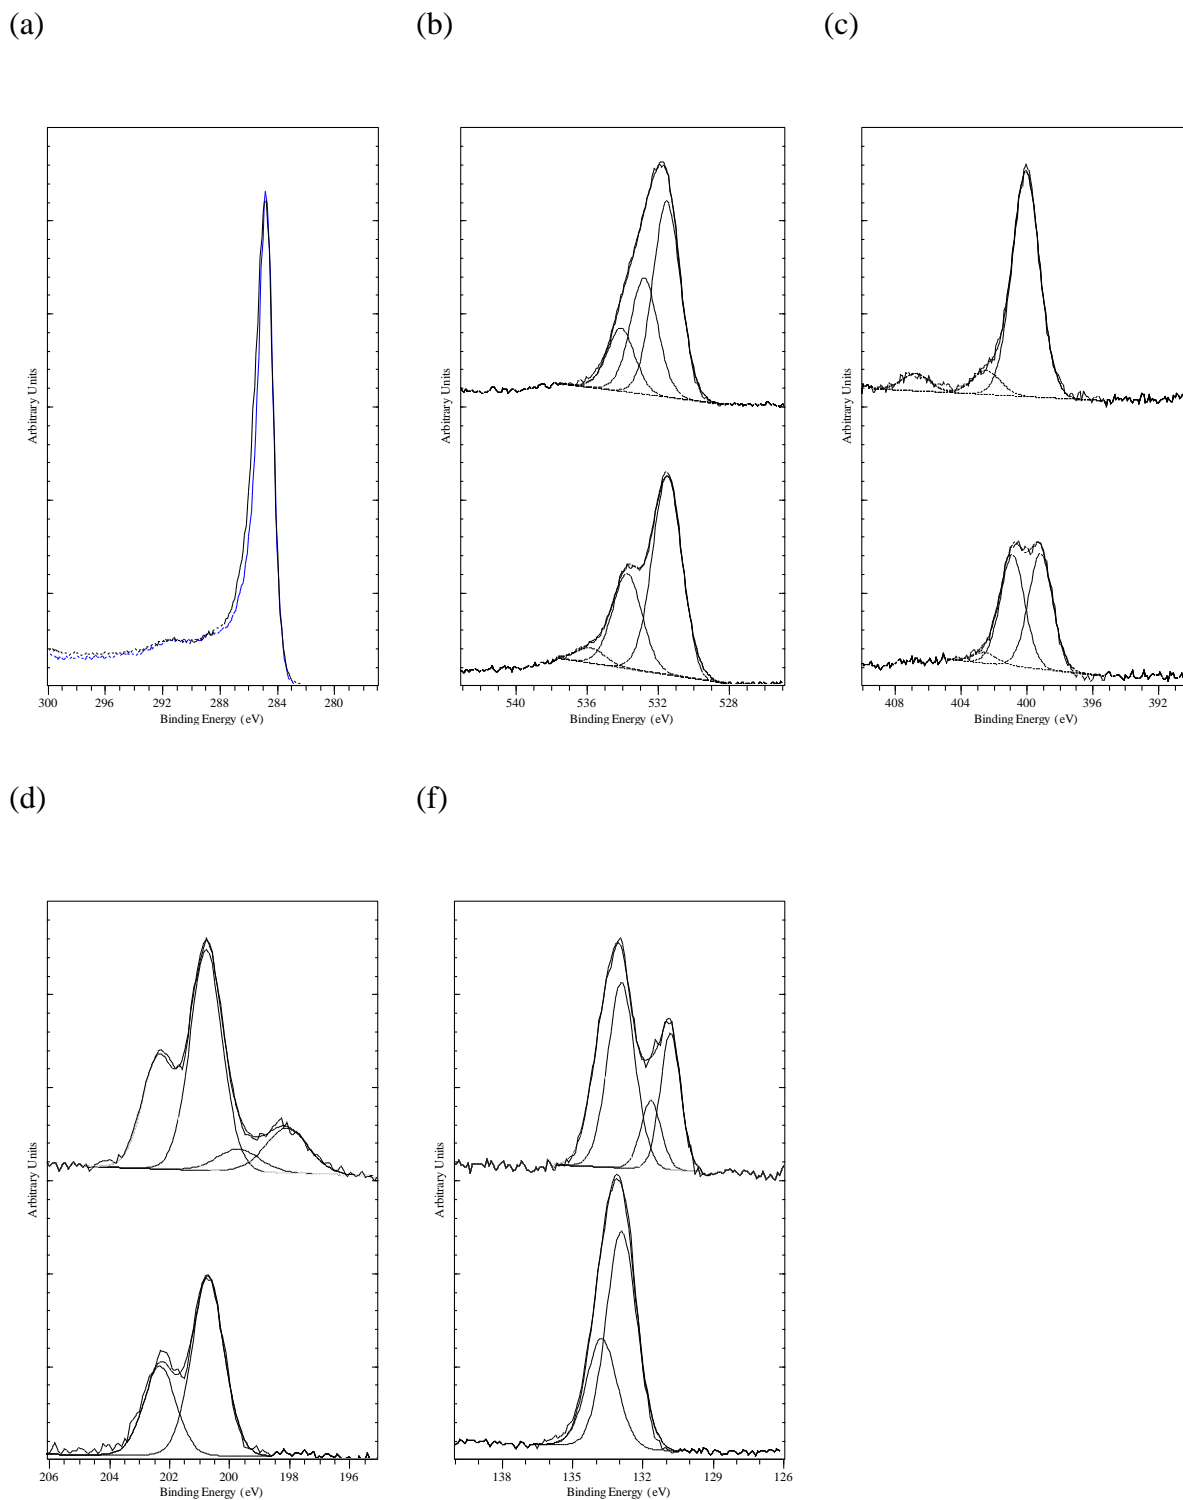 (a)
(b)
(c)
Arbitrary Units
300 296 292 288 284 280
Binding Energy (eV)
Arbitrary Units
540 536 532 528
Binding Energy (eV)
Arbitrary Units
408 404 400 396 392
Binding Energy (eV)
(d)
(f)
Arbitrary Units
206 204 202 200 198 196
Binding Energy (eV)
Arbitrary Units
138 135 132 129 126
Binding Energy (eV)